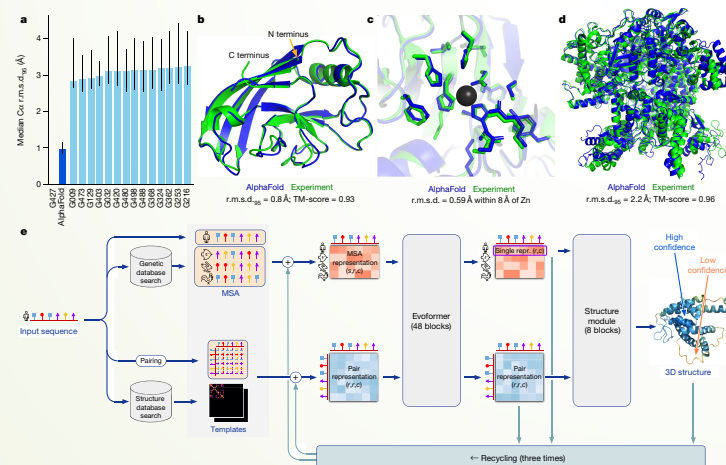 a
b
c
d
4
3
2
1
0
Median Cα r.m.s.d.95 (Å)
G427
AlphaFold
G009
G473
G129
G403
G032
G420
G480
G498
G488
G368
G324
G362
G253
G216
N terminus
C terminus
AlphaFold Experiment
r.m.s.d.95 = 0.8 Å; TM-score = 0.93
AlphaFold Experiment
r.m.s.d. = 0.59 Å within 8 Å of Zn
AlphaFold Experiment
r.m.s.d.95 = 2.2 Å; TM-score = 0.96
e
Input sequence
Genetic
database
search
MSA
Pairing
Structure
database
search
Templates
+
+
MSA
representation
(s,r,c)
Pair
representation
(r,r,c)
Evoformer
(48 blocks)
Single repr. (r,c)
Pair
representation
(r,r,c)
Structure
module
(8 blocks)
High
confidence
Low
confidence
3D structure
← Recycling (three times)